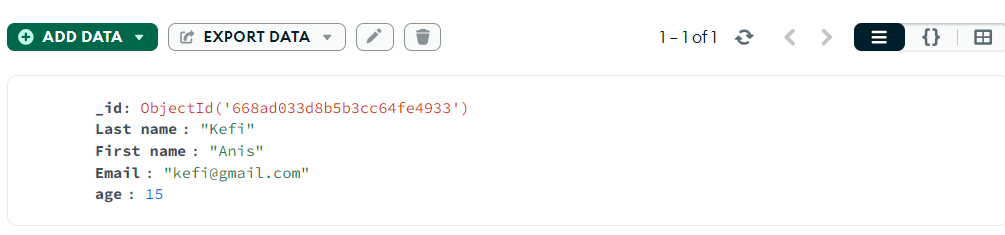 ADD DATA EXPORT DATA 1 – 1 of 1 {}
_id: ObjectId('668ad033d8b5b3cc64fe4933')
Last name : "Kefi"
First name : "Anis"
Email : "kefi@gmail.com"
age : 15